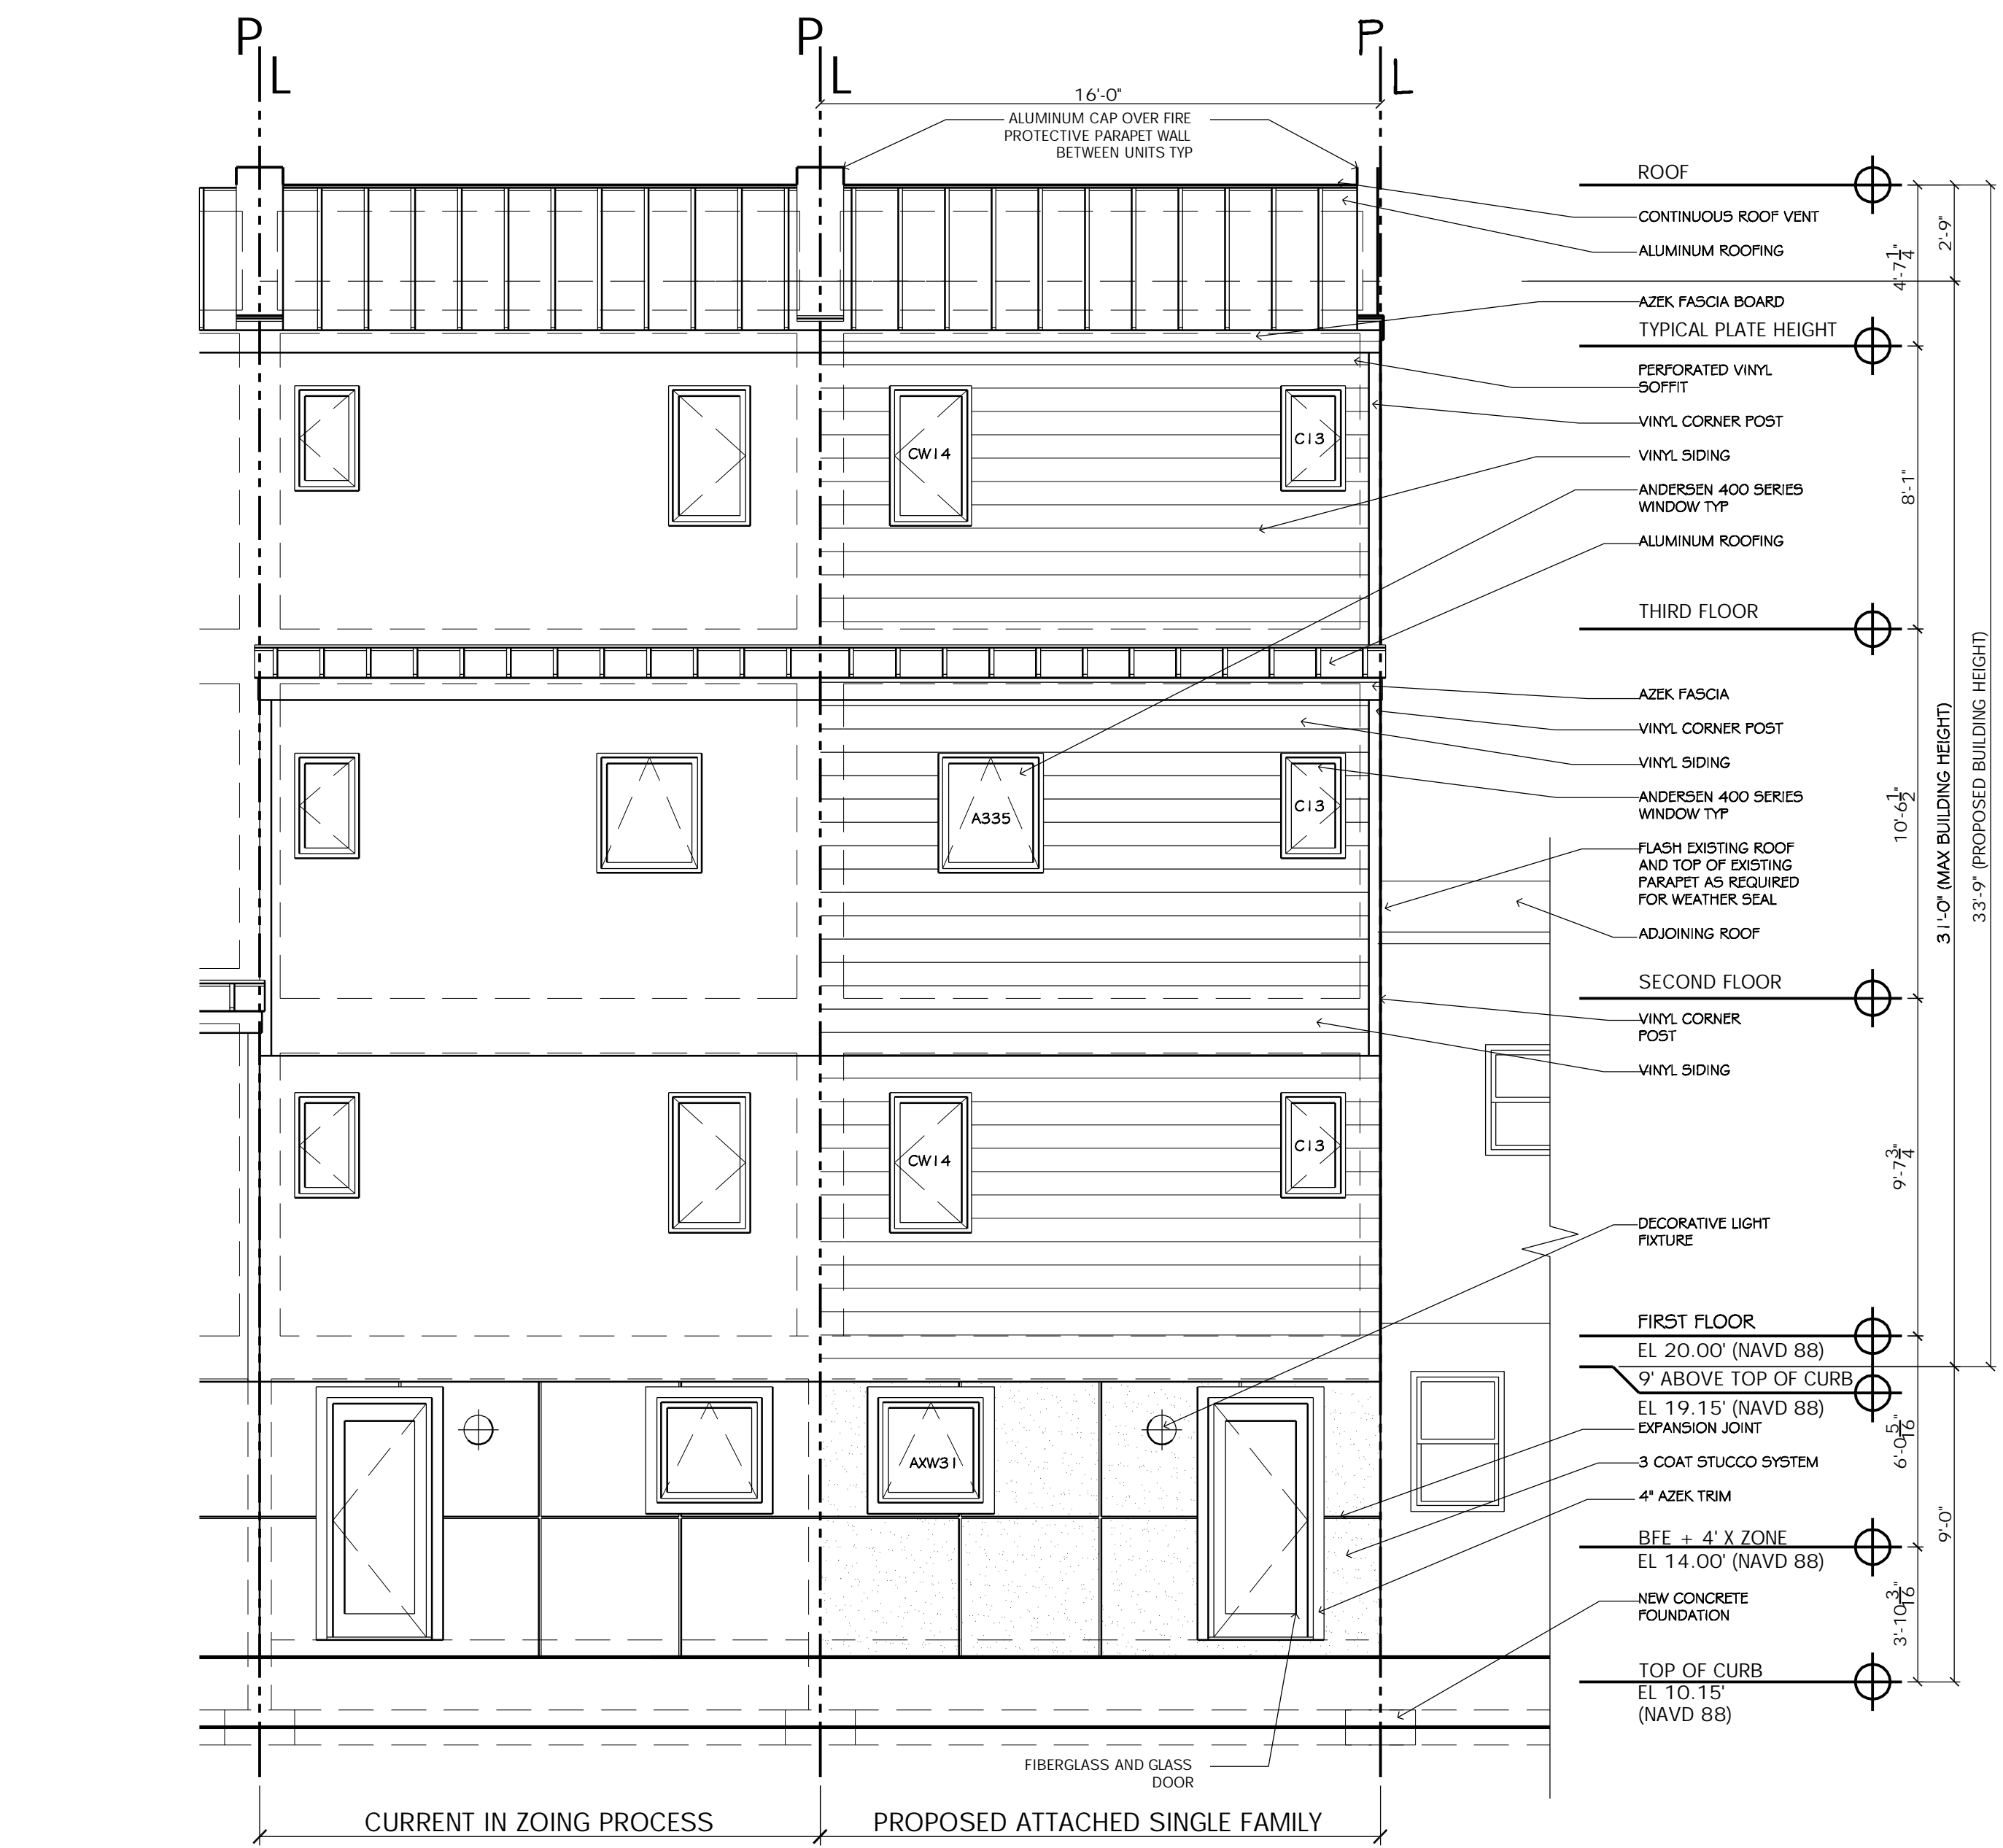 P
L
P
L
P
L
16'-0"
ALUMINUM CAP OVER FIRE
PROTECTIVE PARAPET WALL
BETWEEN UNITS TYP
ROOF
CONTINUOUS ROOF VENT
ALUMINUM ROOFING
AZEK FASCIA BOARD
TYPICAL PLATE HEIGHT
PERFORATED VINYL
SOFFIT
VINYL CORNER POST
VINYL SIDING
ANDERSEN 400 SERIES
WINDOW TYP
ALUMINUM ROOFING
THIRD FLOOR
AZEK FASCIA
VINYL CORNER POST
VINYL SIDING
ANDERSEN 400 SERIES
WINDOW TYP
FLASH EXISTING ROOF
AND TOP OF EXISTING
PARAPET AS REQUIRED
FOR WEATHER SEAL
ADJOINING ROOF
SECOND FLOOR
VINYL CORNER
POST
VINYL SIDING
DECORATIVE LIGHT
FIXTURE
FIRST FLOOR
EL 20.00' (NAVD 88)
9' ABOVE TOP OF CURB
EL 19.15' (NAVD 88)
EXPANSION JOINT
3 COAT STUCCO SYSTEM
4" AZEK TRIM
BFE + 4' X ZONE
EL 14.00' (NAVD 88)
NEW CONCRETE
FOUNDATION
TOP OF CURB
EL 10.15'
(NAVD 88)
4'-7 1/4"
8'-1"
10'-6 1/2"
9'-7 3/4"
6'-0 5/16"
3'-10 3/16"
2'-9"
31'-0" (MAX BUILDING HEIGHT)
9'-0"
33'-9" (PROPOSED BUILDING HEIGHT)
CW14
C13
A335
C13
CW14
C13
AXW31
FIBERGLASS AND GLASS
DOOR
CURRENT IN ZOING PROCESS
PROPOSED ATTACHED SINGLE FAMILY